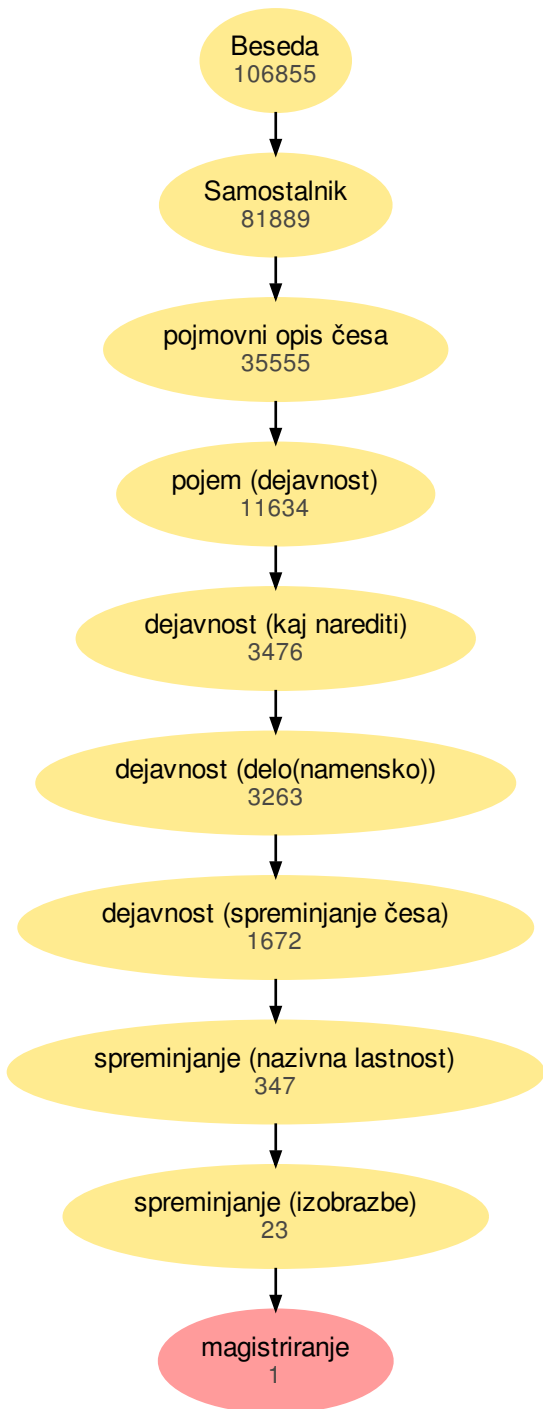 Beseda
106855
Samostalnik
81889
pojmovni opis česa
35555
pojem (dejavnost)
11634
dejavnost (kaj narediti)
3476
dejavnost (delo(namensko))
3263
dejavnost (spreminjanje česa)
1672
spreminjanje (nazivna lastnost)
347
spreminjanje (izobrazbe)
23
magistriranje
1